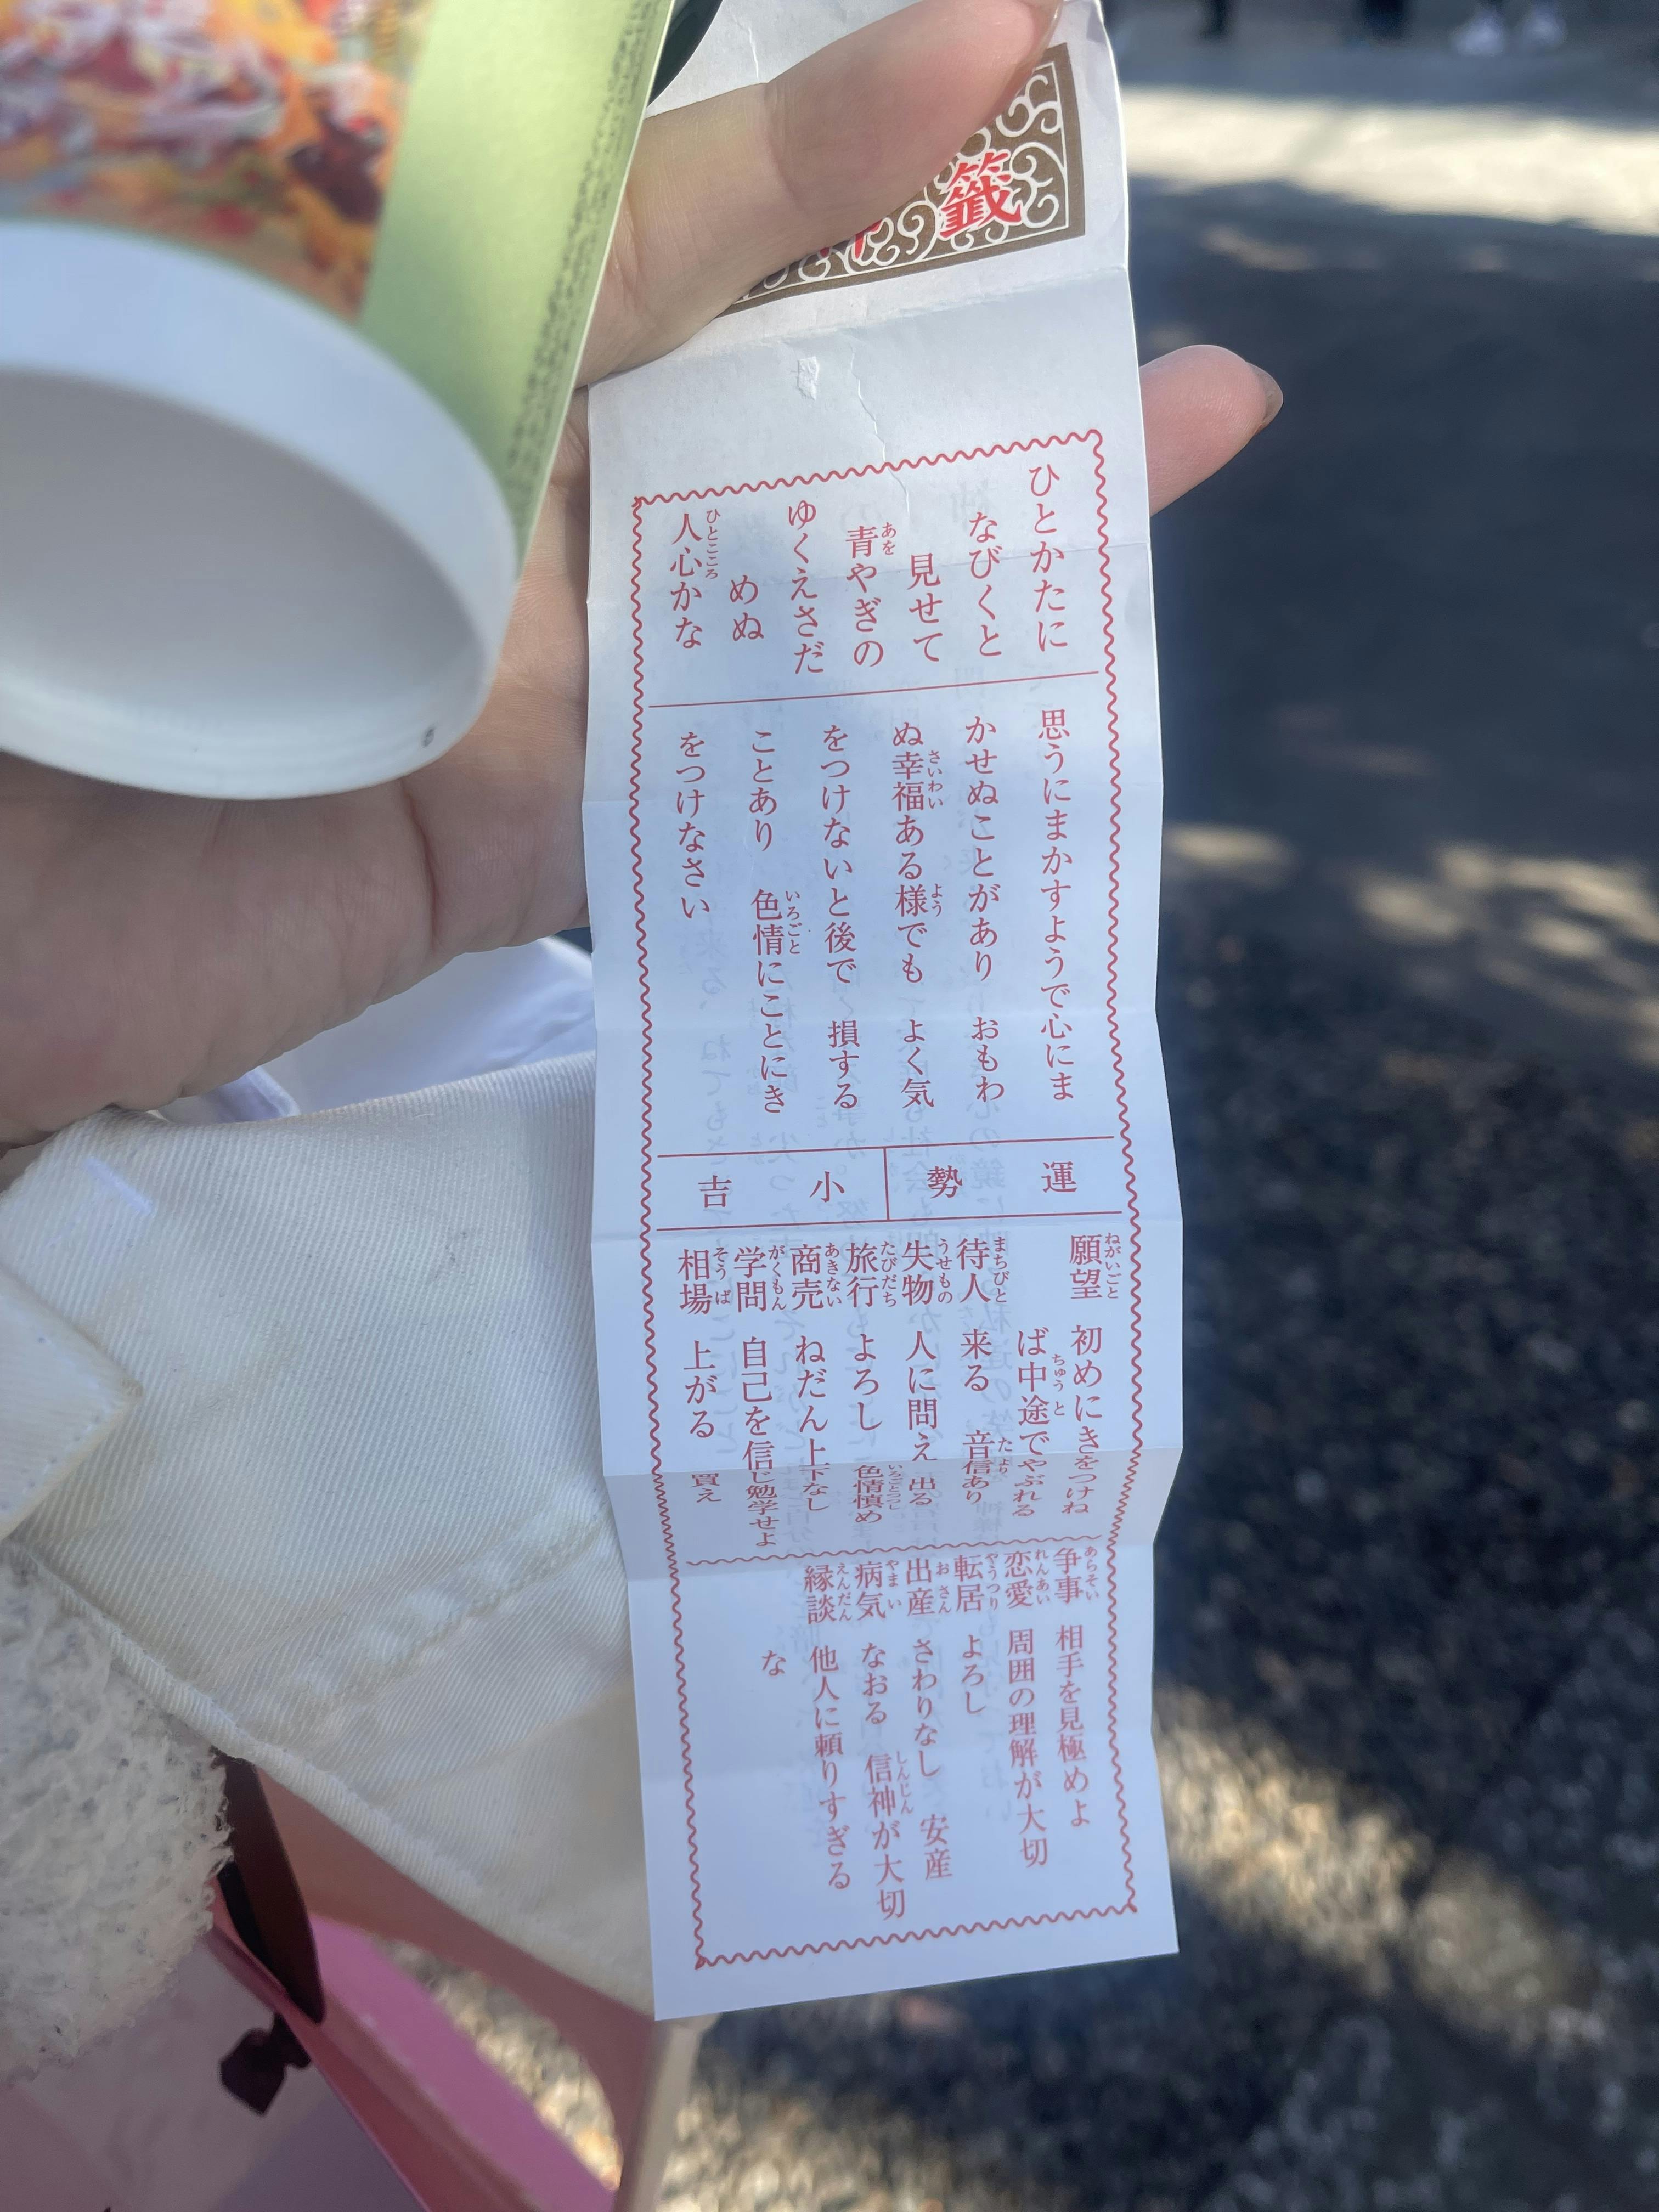 籤
ひとかたに
なびくと
見せて
青やぎの
ゆくえさだ
めぬ
人心かな
思うにまかすようで心にま
かせぬことがあり おもわ
ぬ幸福ある様でも よく気
をつけないと後で 損する
ことあり 色情にことにき
をつけなさい
運勢 小吉
願望 初めにきをつけね
ば中途でやぶれる
待人 来る 音信あり
失物 人に問え 出る
旅行 よろし 色情慎め
商売 ねだん上下なし
学問 自己を信じ勉学せよ
相場 上がる 買え
争事 相手を見極めよ
恋愛 周囲の理解が大切
転居 よろし
出産 さわりなし 安産
病気 なおる 信神が大切
縁談 他人に頼りすぎる
な